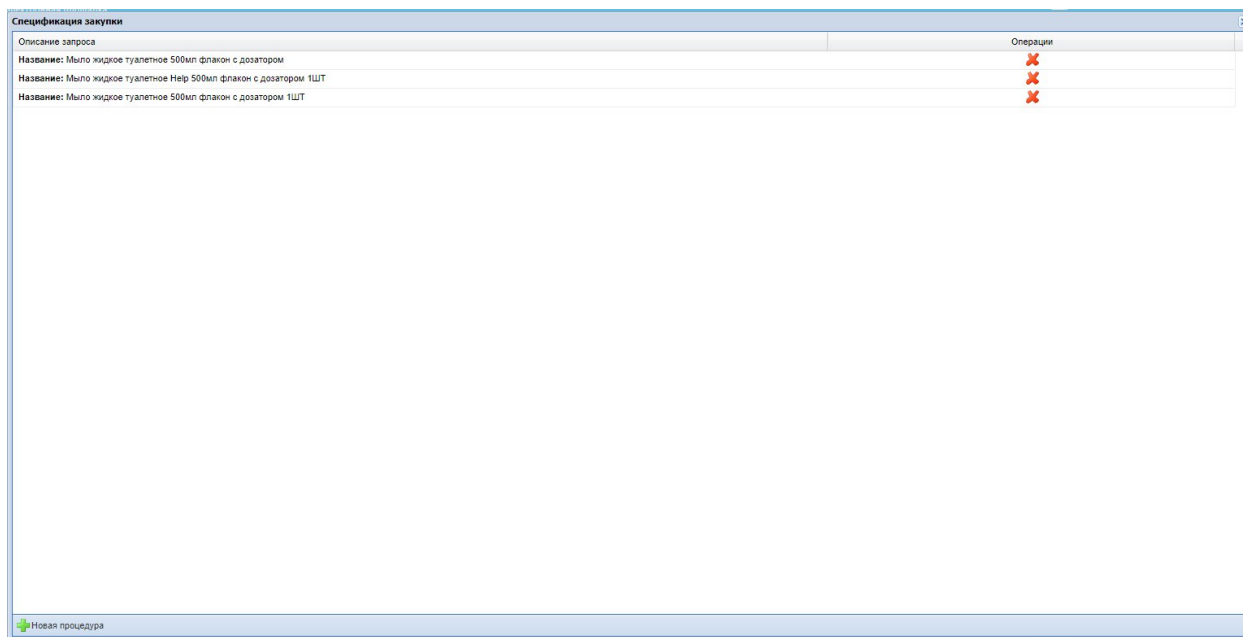 Спецификация закупки
Описание запроса Операции
Название: Мыло жидкое туалетное 500мл флакон с дозатором
Название: Мыло жидкое туалетное Help 500мл флакон с дозатором 1ШТ
Название: Мыло жидкое туалетное 500мл флакон с дозатором 1ШТ
Новая процедура